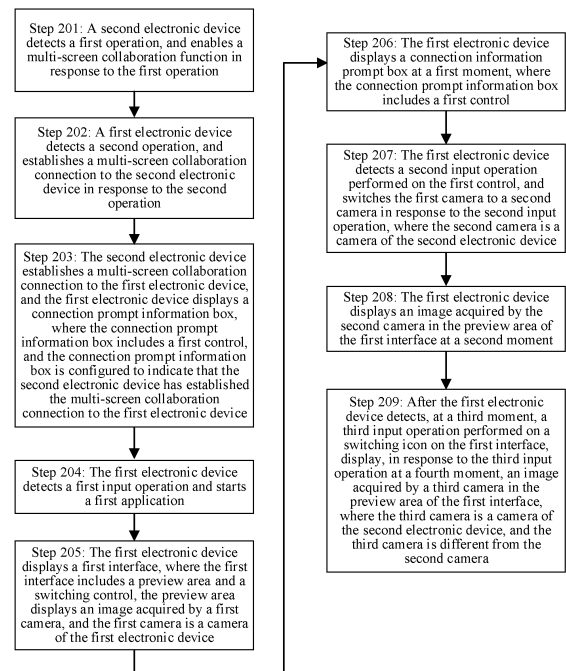 Step 201: A second electronic device
detects a first operation, and enables a
multi-screen collaboration function in
response to the first operation
Step 202: A first electronic device
detects a second operation, and
establishes a multi-screen collaboration
connection to the second electronic
device in response to the second
operation
Step 203: The second electronic device
establishes a multi-screen collaboration
connection to the first electronic device,
and the first electronic device displays a
connection prompt information box,
where the connection prompt
information box includes a first control,
and the connection prompt information
box is configured to indicate that the
second electronic device has established
the multi-screen collaboration
connection to the first electronic device
Step 204: The first electronic device
detects a first input operation and starts
a first application
Step 205: The first electronic device
displays a first interface, where the first
interface includes a preview area and a
switching control, the preview area
displays an image acquired by a first
camera, and the first camera is a camera
of the first electronic device
Step 206: The first electronic device
displays a connection information
prompt box at a first moment, where
the connection prompt information box
includes a first control
Step 207: The first electronic device
detects a second input operation
performed on the first control, and
switches the first camera to a second
camera in response to the second input
operation, where the second camera is a
camera of the second electronic device
Step 208: The first electronic device
displays an image acquired by the
second camera in the preview area of
the first interface at a second moment
Step 209: After the first electronic
device detects, at a third moment, a
third input operation performed on a
switching icon on the first interface,
display, in response to the third input
operation at a fourth moment, an image
acquired by a third camera in the
preview area of the first interface,
where the third camera is a camera of
the second electronic device, and the
third camera is different from the
second camera